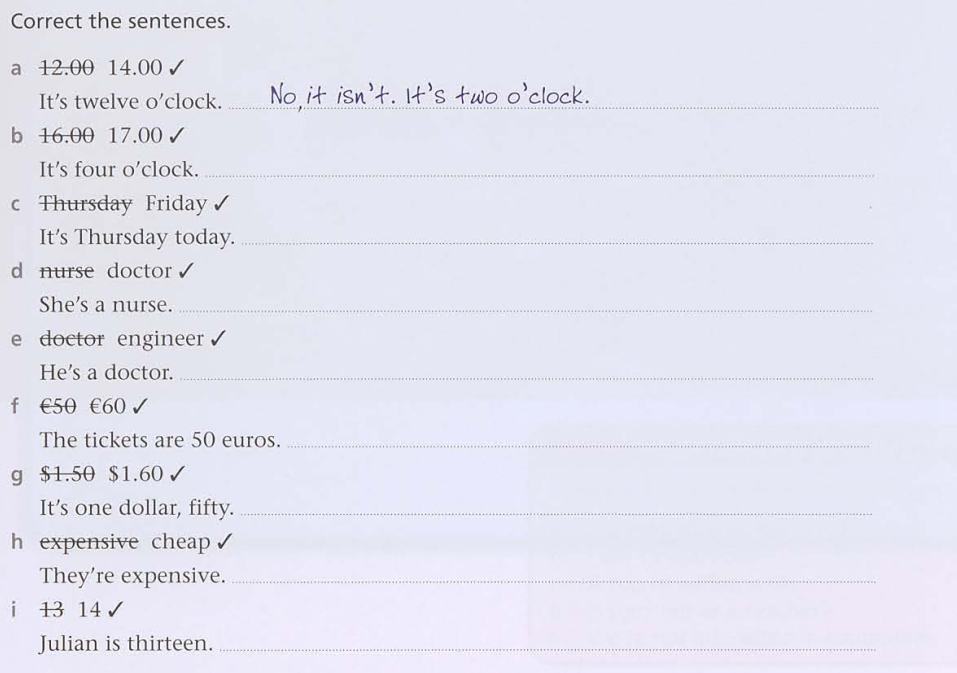 Correct the sentences.
a 12.00 14.00 ✓
It's twelve o'clock. No, it isn't. It's two o'clock.
b 16.00 17.00 ✓
It's four o'clock.
c Thursday Friday ✓
It's Thursday today.
d nurse doctor ✓
She's a nurse.
e doctor engineer ✓
He's a doctor.
f €50 €60 ✓
The tickets are 50 euros.
g $1.50 $1.60 ✓
It's one dollar, fifty.
h expensive cheap ✓
They're expensive.
i 13 14 ✓
Julian is thirteen.